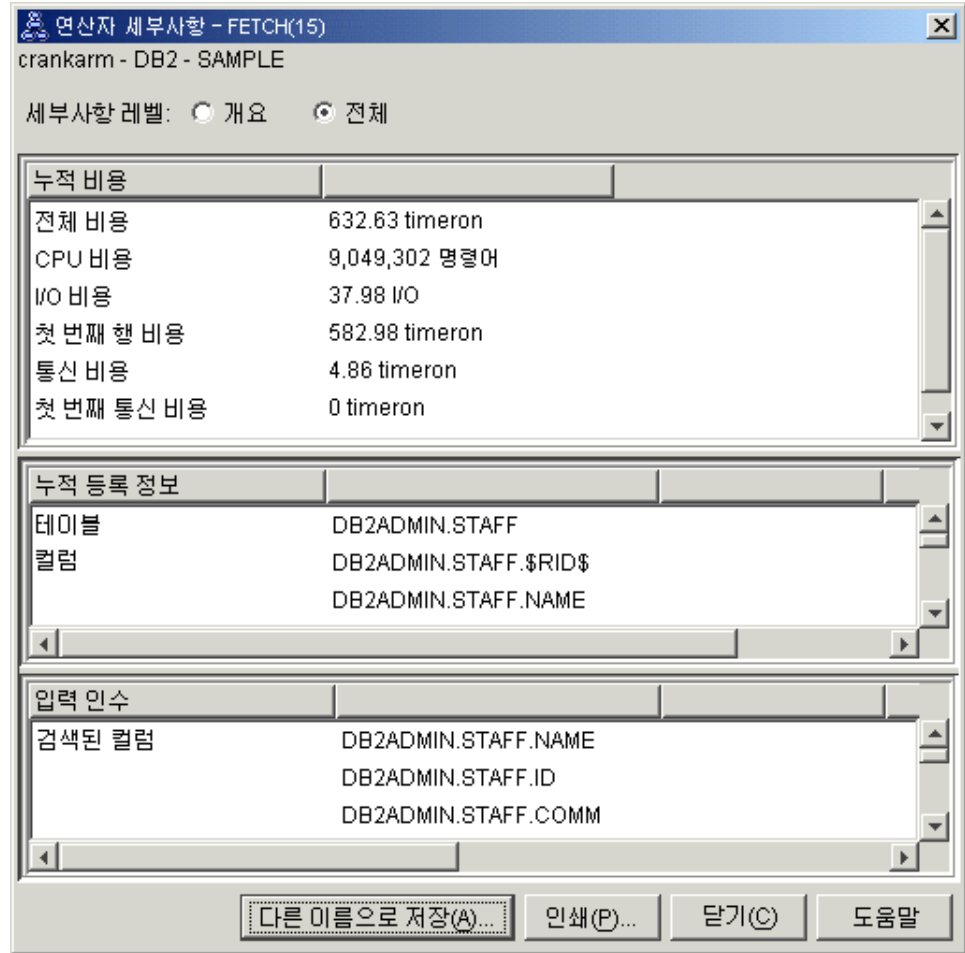 연산자 세부사항 - FETCH(15)
crankarm - DB2 - SAMPLE
세부사항 레벨: 개요 전체
누적 비용
전체 비용 632.63 timeron
CPU 비용 9,049,302 명령어
I/O 비용 37.98 I/O
첫 번째 행 비용 582.98 timeron
통신 비용 4.86 timeron
첫 번째 통신 비용 0 timeron
누적 등록 정보
테이블 DB2ADMIN.STAFF
컬럼 DB2ADMIN.STAFF.$RID$
DB2ADMIN.STAFF.NAME
입력 인수
검색된 컬럼 DB2ADMIN.STAFF.NAME
DB2ADMIN.STAFF.ID
DB2ADMIN.STAFF.COMM
다른 이름으로 저장(A)... 인쇄(P)... 닫기(C) 도움말